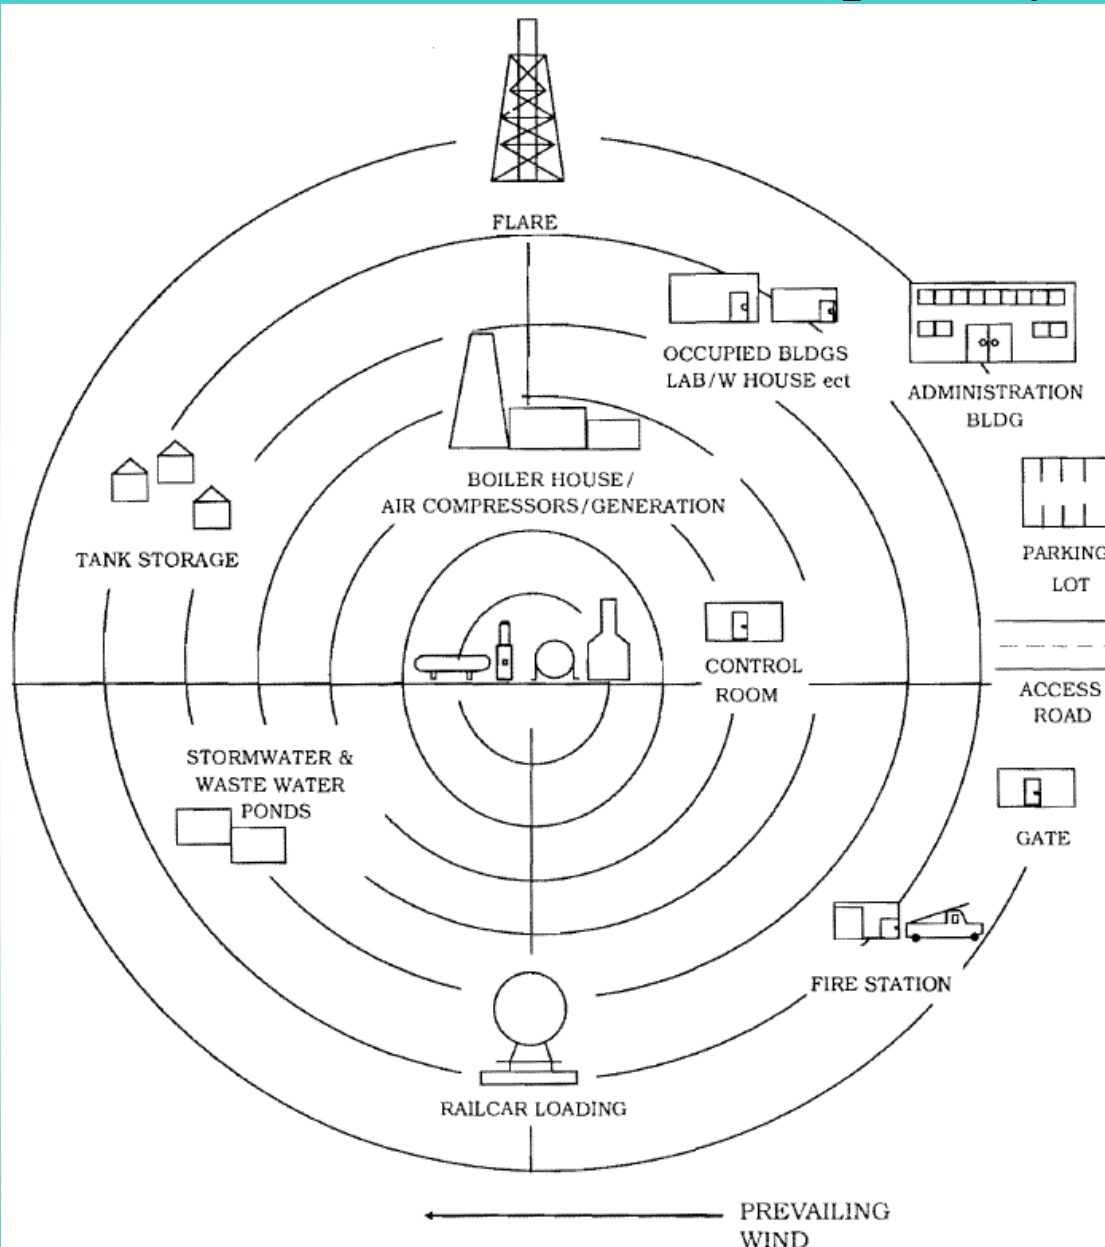 FLARE
OCCUPIED BLDGS
LAB/W HOUSE ect
ADMINISTRATION
BLDG
BOILER HOUSE/
AIR COMPRESSORS/GENERATION
TANK STORAGE
PARKING
LOT
CONTROL
ROOM
ACCESS
ROAD
STORMWATER &
WASTE WATER
PONDS
GATE
FIRE STATION
RAILCAR LOADING
PREVAILING
WIND